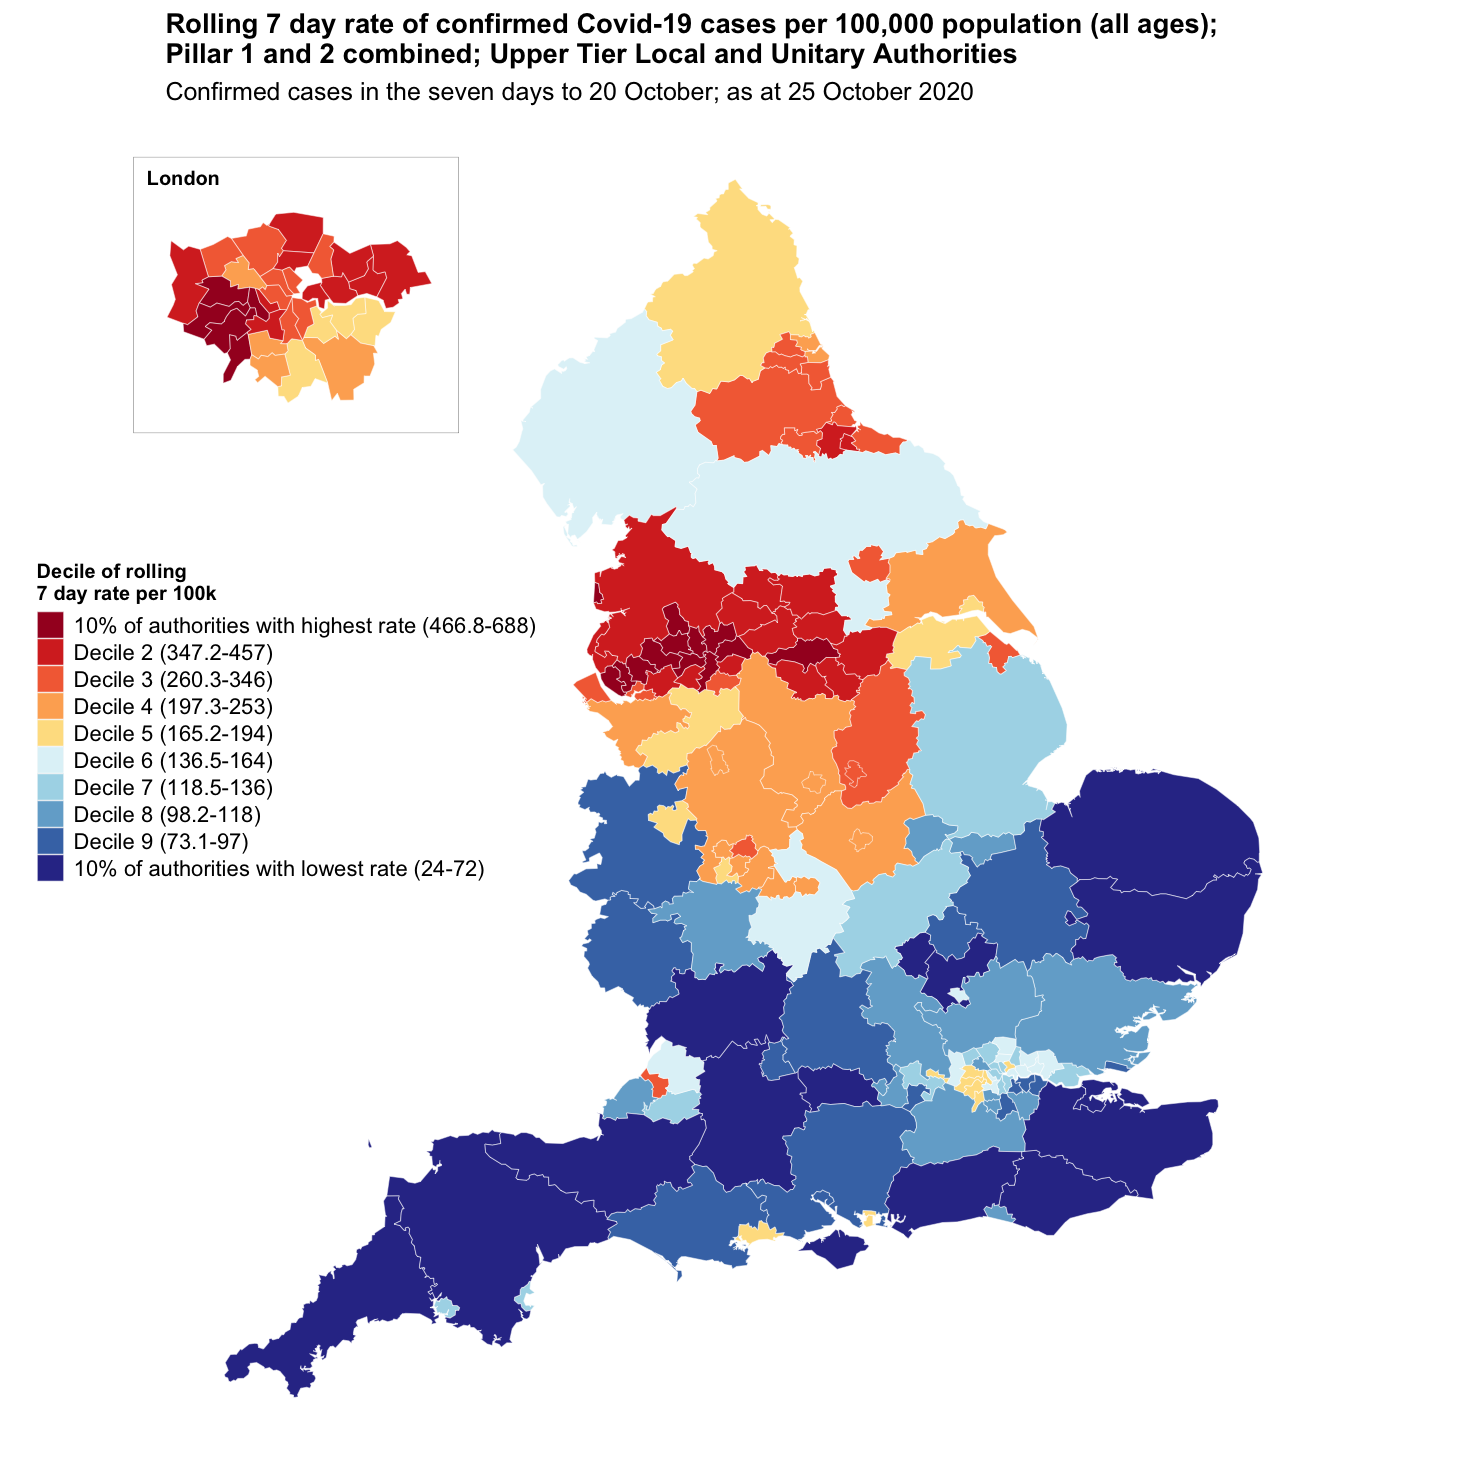 Rolling 7 day rate of confirmed Covid-19 cases per 100,000 population (all ages);
Pillar 1 and 2 combined; Upper Tier Local and Unitary Authorities
Confirmed cases in the seven days to 20 October; as at 25 October 2020
London
Decile of rolling
7 day rate per 100k
10% of authorities with highest rate (466.8-688)
Decile 2 (347.2-457)
Decile 3 (260.3-346)
Decile 4 (197.3-253)
Decile 5 (165.2-194)
Decile 6 (136.5-164)
Decile 7 (118.5-136)
Decile 8 (98.2-118)
Decile 9 (73.1-97)
10% of authorities with lowest rate (24-72)